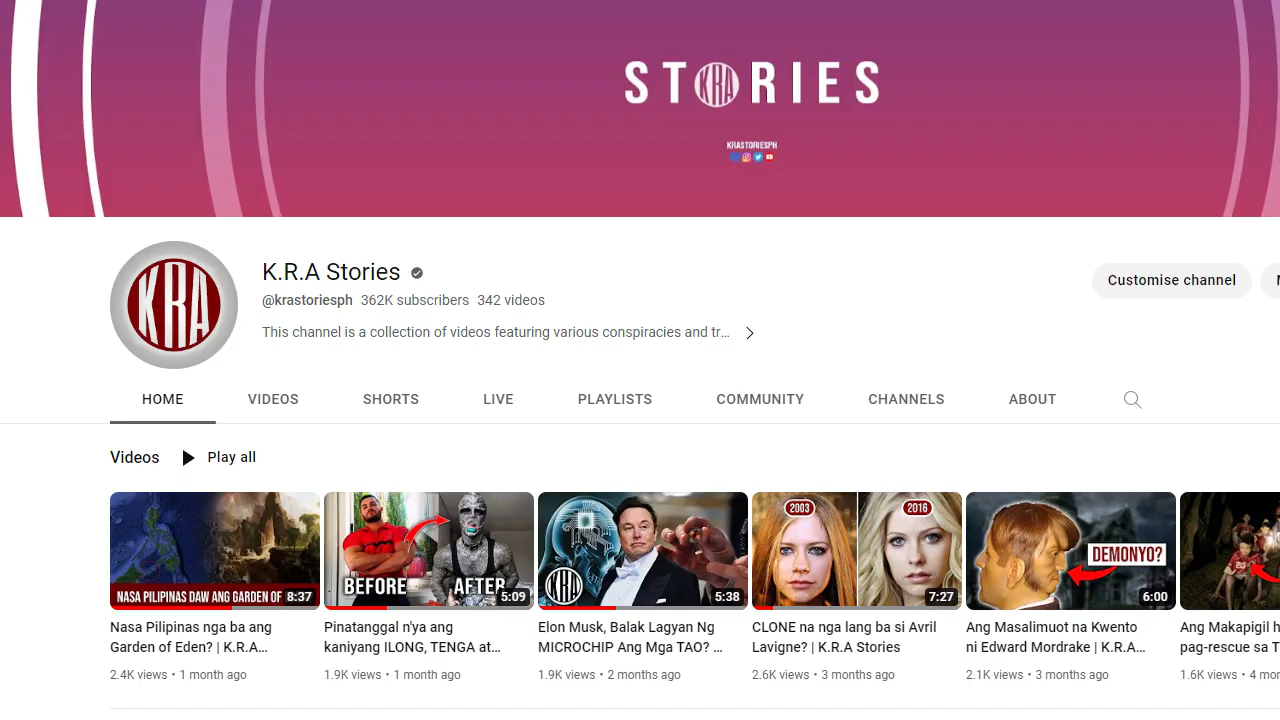 STKRARIES
KRASTORIESPH
KRA
K.R.A Stories
@krastoriesph 362K subscribers 342 videos
This channel is a collection of videos featuring various conspiracies and tr...
Customise channel
HOME VIDEOS SHORTS LIVE PLAYLISTS COMMUNITY CHANNELS ABOUT
Videos Play all
NASA PILIPINAS DAW ANG GARDEN OF 8:37
BEFORE AFTER 5:09
KRA 5:38
2003 2016 7:27
DEMONYO? 6:00
Nasa Pilipinas nga ba ang
Garden of Eden? | K.R.A...
2.4K views • 1 month ago
Pinatanggal n'ya ang
kaniyang ILONG, TENGA at...
1.9K views • 1 month ago
Elon Musk, Balak Lagyan Ng
MICROCHIP Ang Mga TAO? ...
1.9K views • 2 months ago
CLONE na nga lang ba si Avril
Lavigne? | K.R.A Stories
2.6K views • 3 months ago
Ang Masalimuot na Kwento
ni Edward Mordrake | K.R.A...
2.1K views • 3 months ago
Ang Makapigil h
pag-rescue sa T
1.6K views • 4 mon